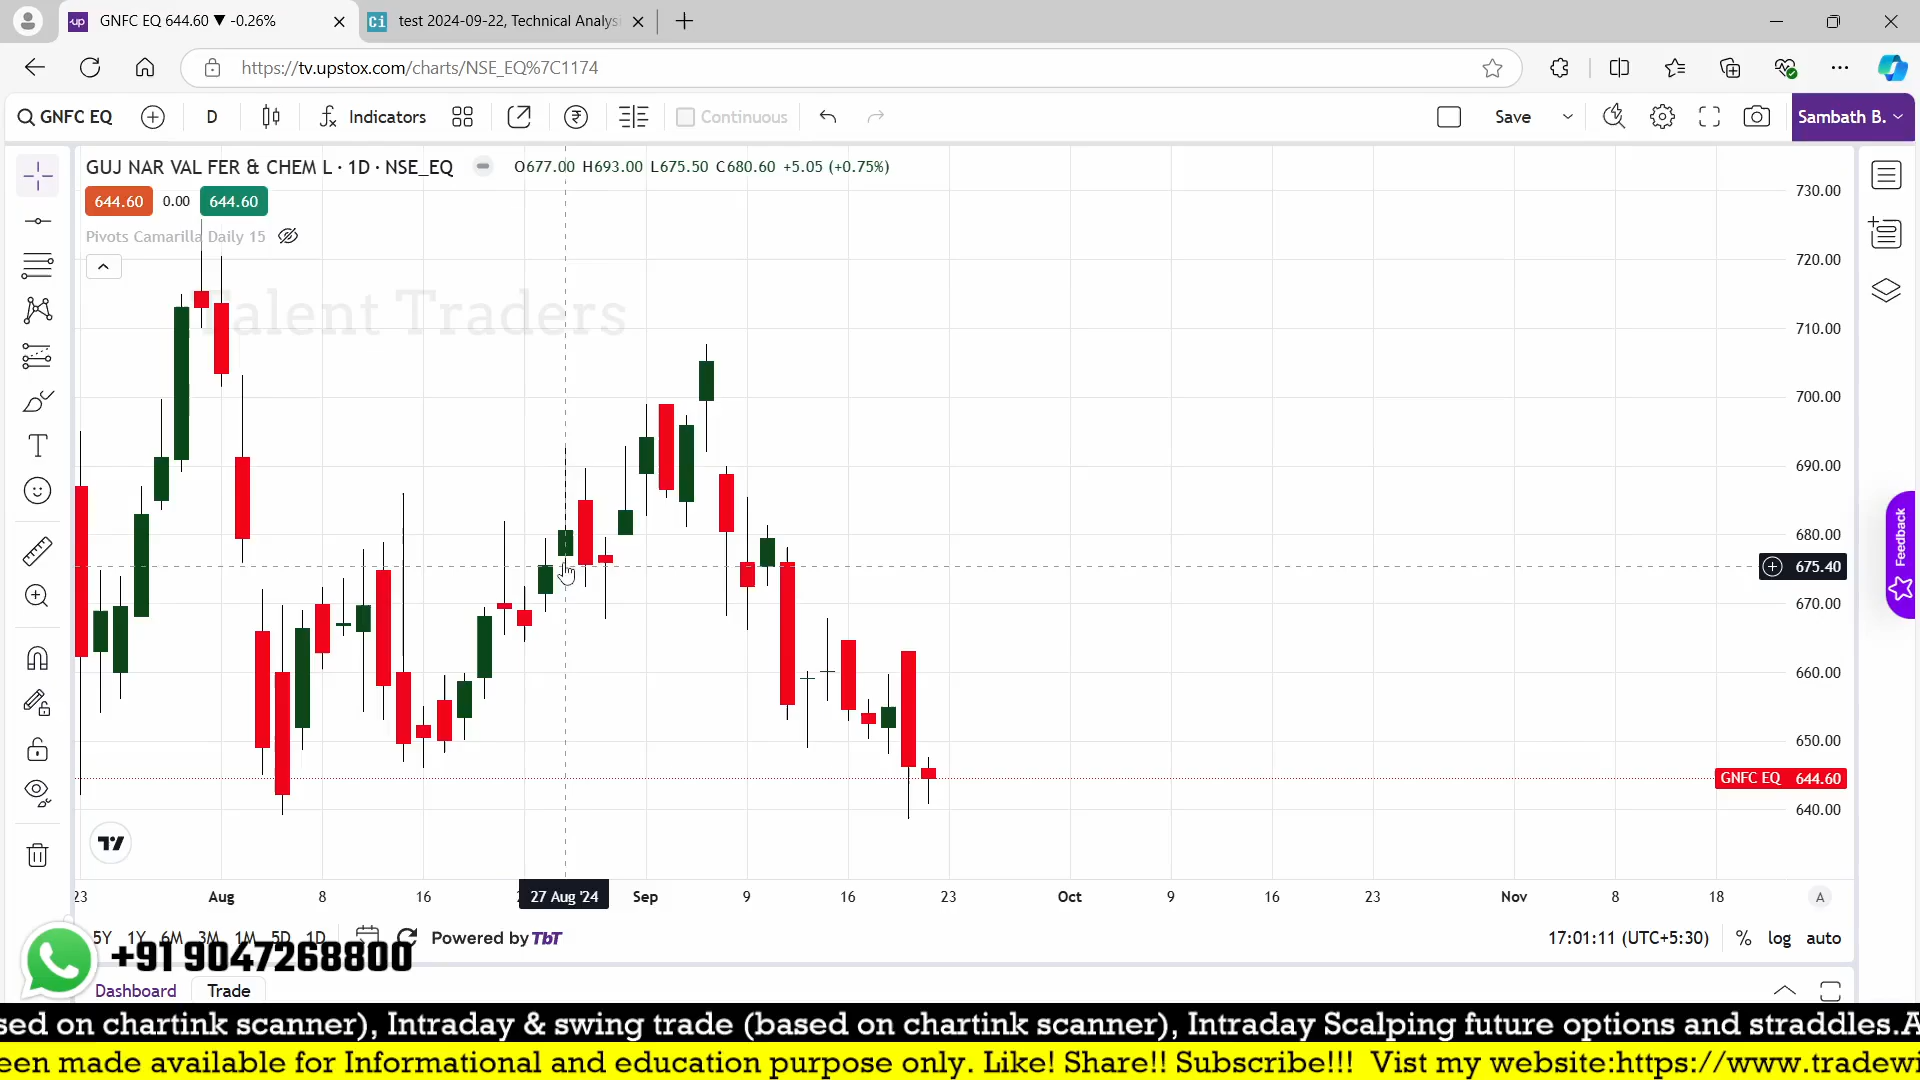 GNFC EQ 644.60 ▼ -0.26%
Ci test 2024-09-22, Technical Analys
https://tv.upstox.com/charts/NSE_EQ%7C1174
GNFC EQ D Indicators Continuous Save Sambath B.
GUJ NAR VAL FER & CHEM L · 1D · NSE_EQ O677.00 H693.00 L675.50 C680.60 +5.05 (+0.75%)
644.60 0.00 644.60
Pivots Camarilla Daily 15
Talent Traders
730.00
720.00
710.00
700.00
690.00
680.00
675.40
670.00
660.00
650.00
GNFC EQ 644.60
640.00
Feedback
23 Aug 8 16 27 Aug '24 Sep 9 16 23 Oct 9 16 23 Nov 8 18 A
5Y 1Y 6M 3M 1M 5D 1D Powered by TbT 17:01:11 (UTC+5:30) % log auto
+91 9047268800
Dashboard Trade
sed on chartink scanner), Intraday & swing trade (based on chartink scanner), Intraday Scalping future options and straddles.A
een made available for Informational and education purpose only. Like! Share!! Subscribe!!! Vist my website:https://www.tradewi